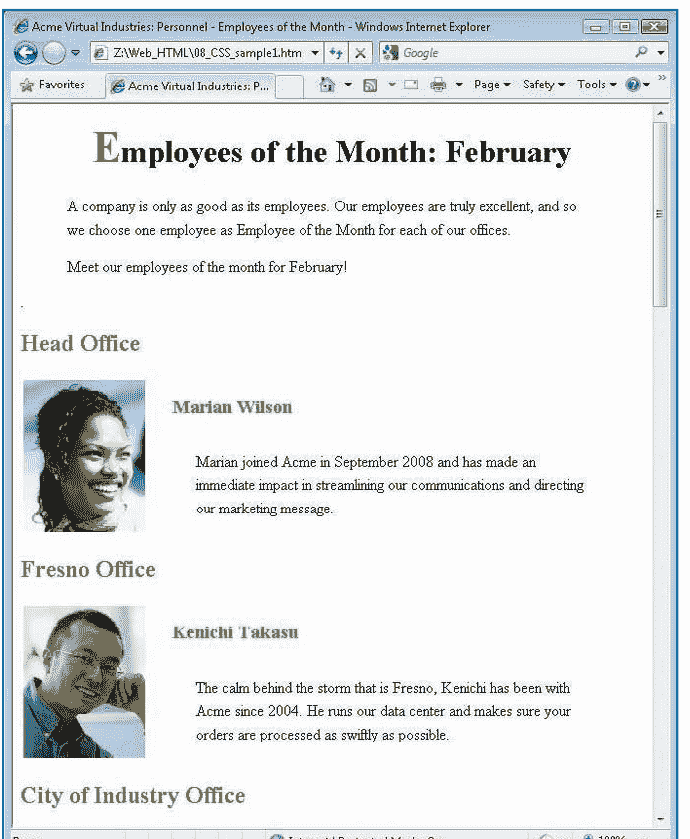 Acme Virtual Industries: Personnel - Employees of the Month - Windows Internet Explorer
Z:\Web_HTML\08_CSS_sample1.htm
Google
Favorites
Acme Virtual Industries: P...
Page
Safety
Tools
Employees of the Month: February
A company is only as good as its employees. Our employees are truly excellent, and so
we choose one employee as Employee of the Month for each of our offices.
Meet our employees of the month for February!
.
Head Office
Marian Wilson
Marian joined Acme in September 2008 and has made an
immediate impact in streamlining our communications and directing
our marketing message.
Fresno Office
Kenichi Takasu
The calm behind the storm that is Fresno, Kenichi has been with
Acme since 2004. He runs our data center and makes sure your
orders are processed as swiftly as possible.
City of Industry Office